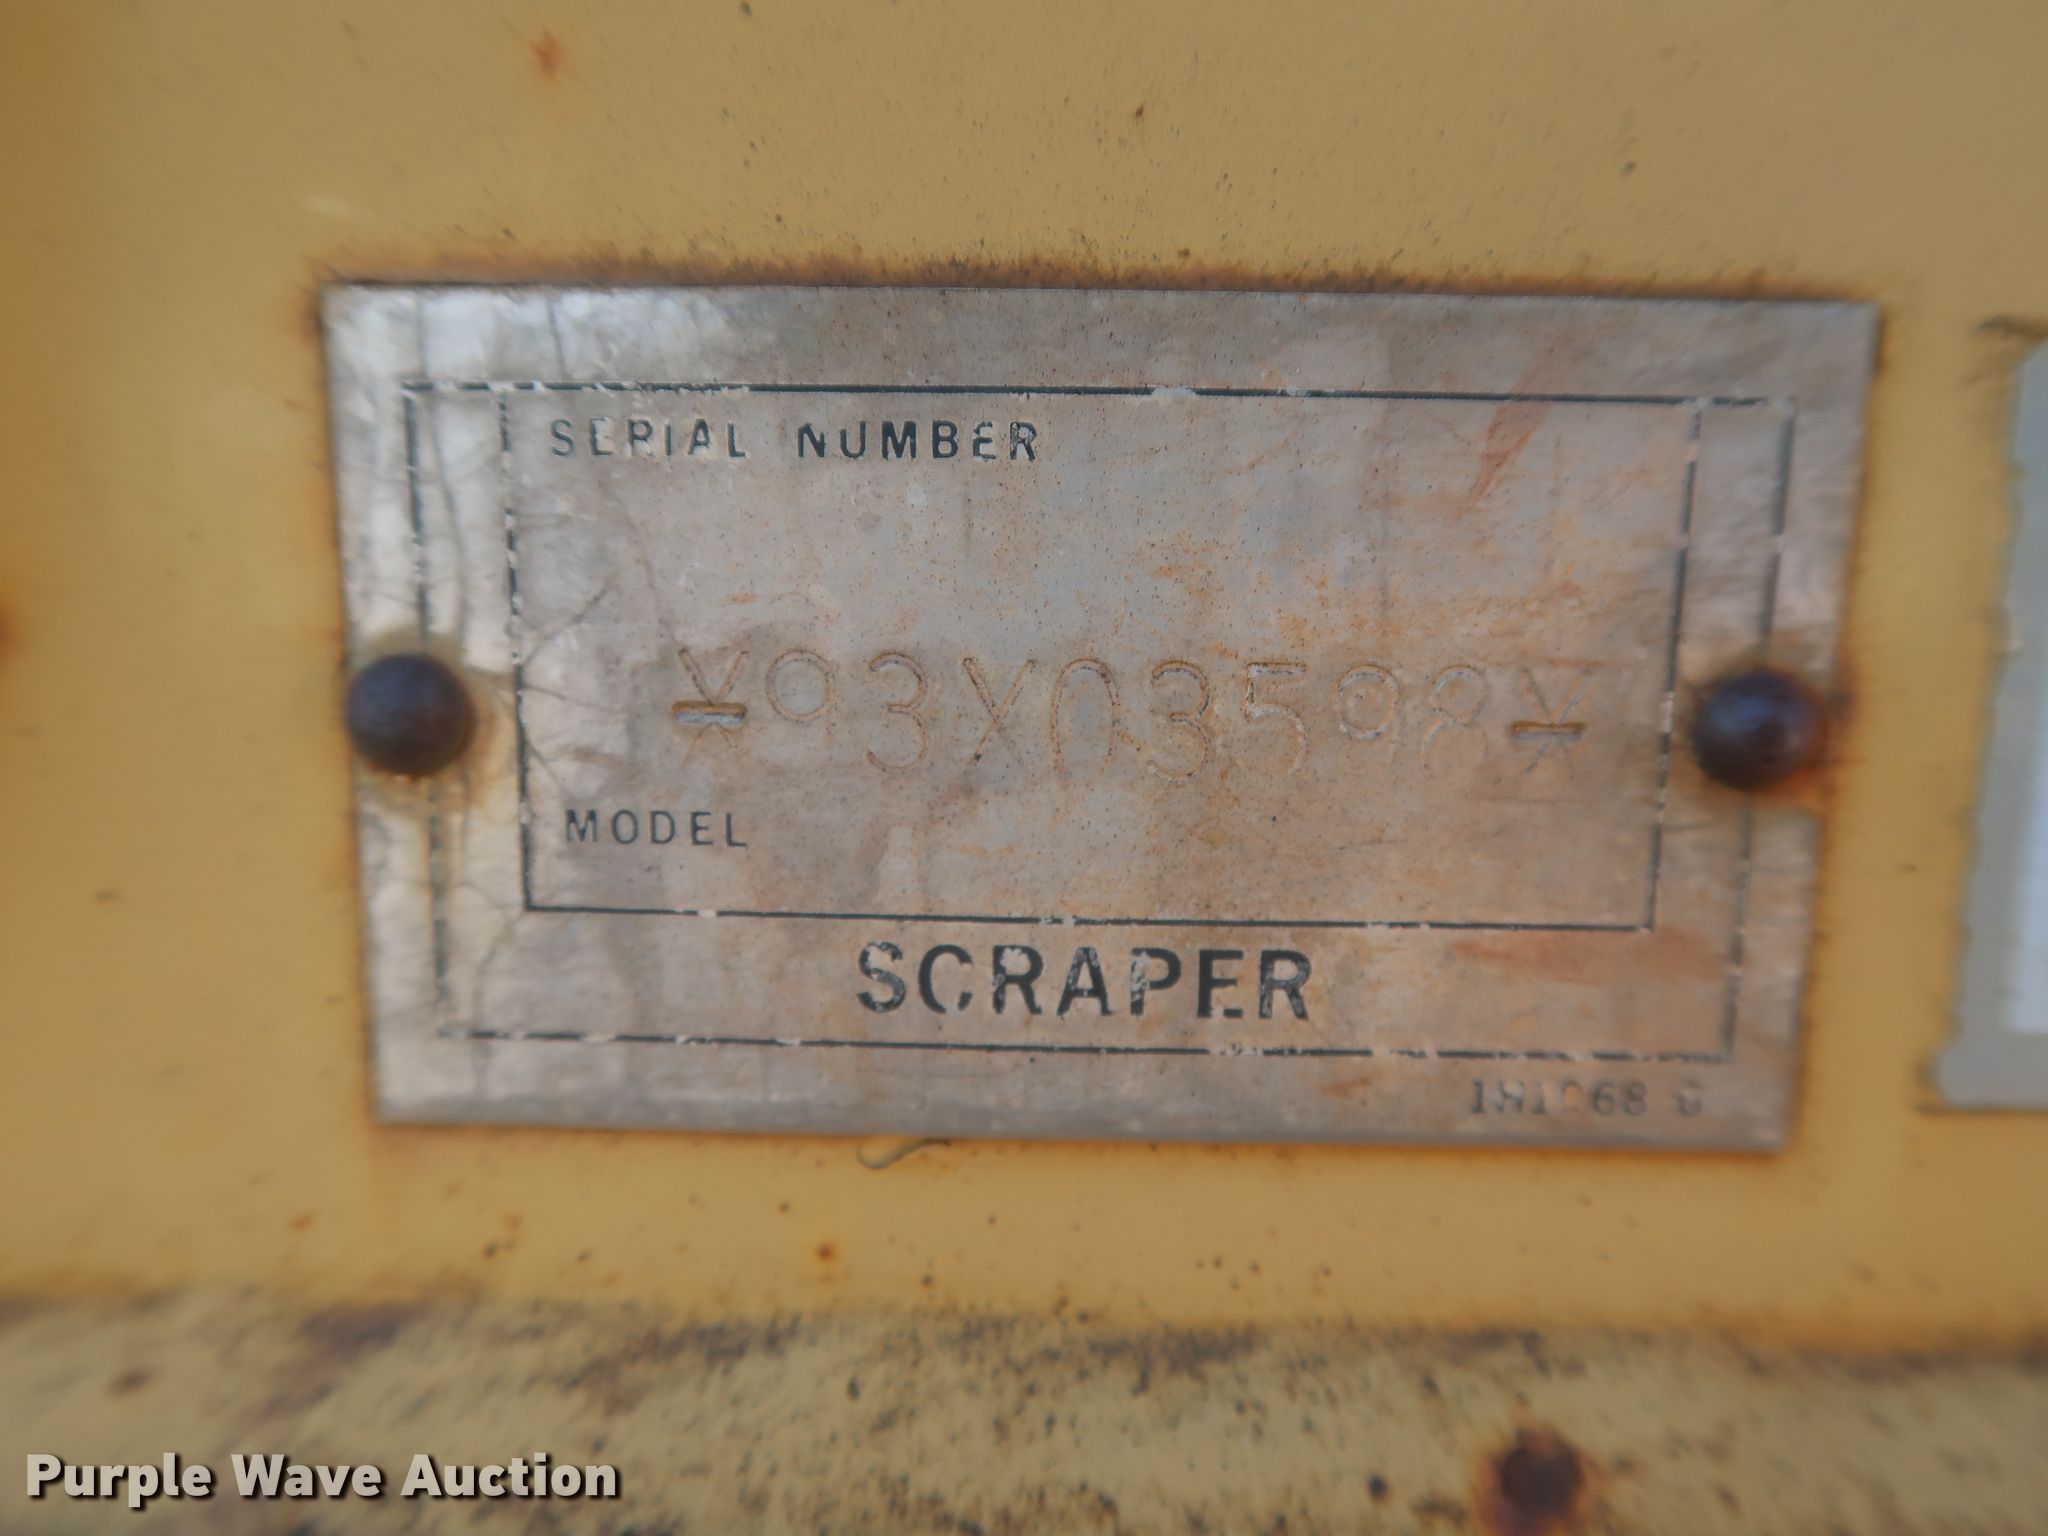 SERIAL NUMBER
*93X03598*
MODEL
SCRAPER
Purple Wave Auction